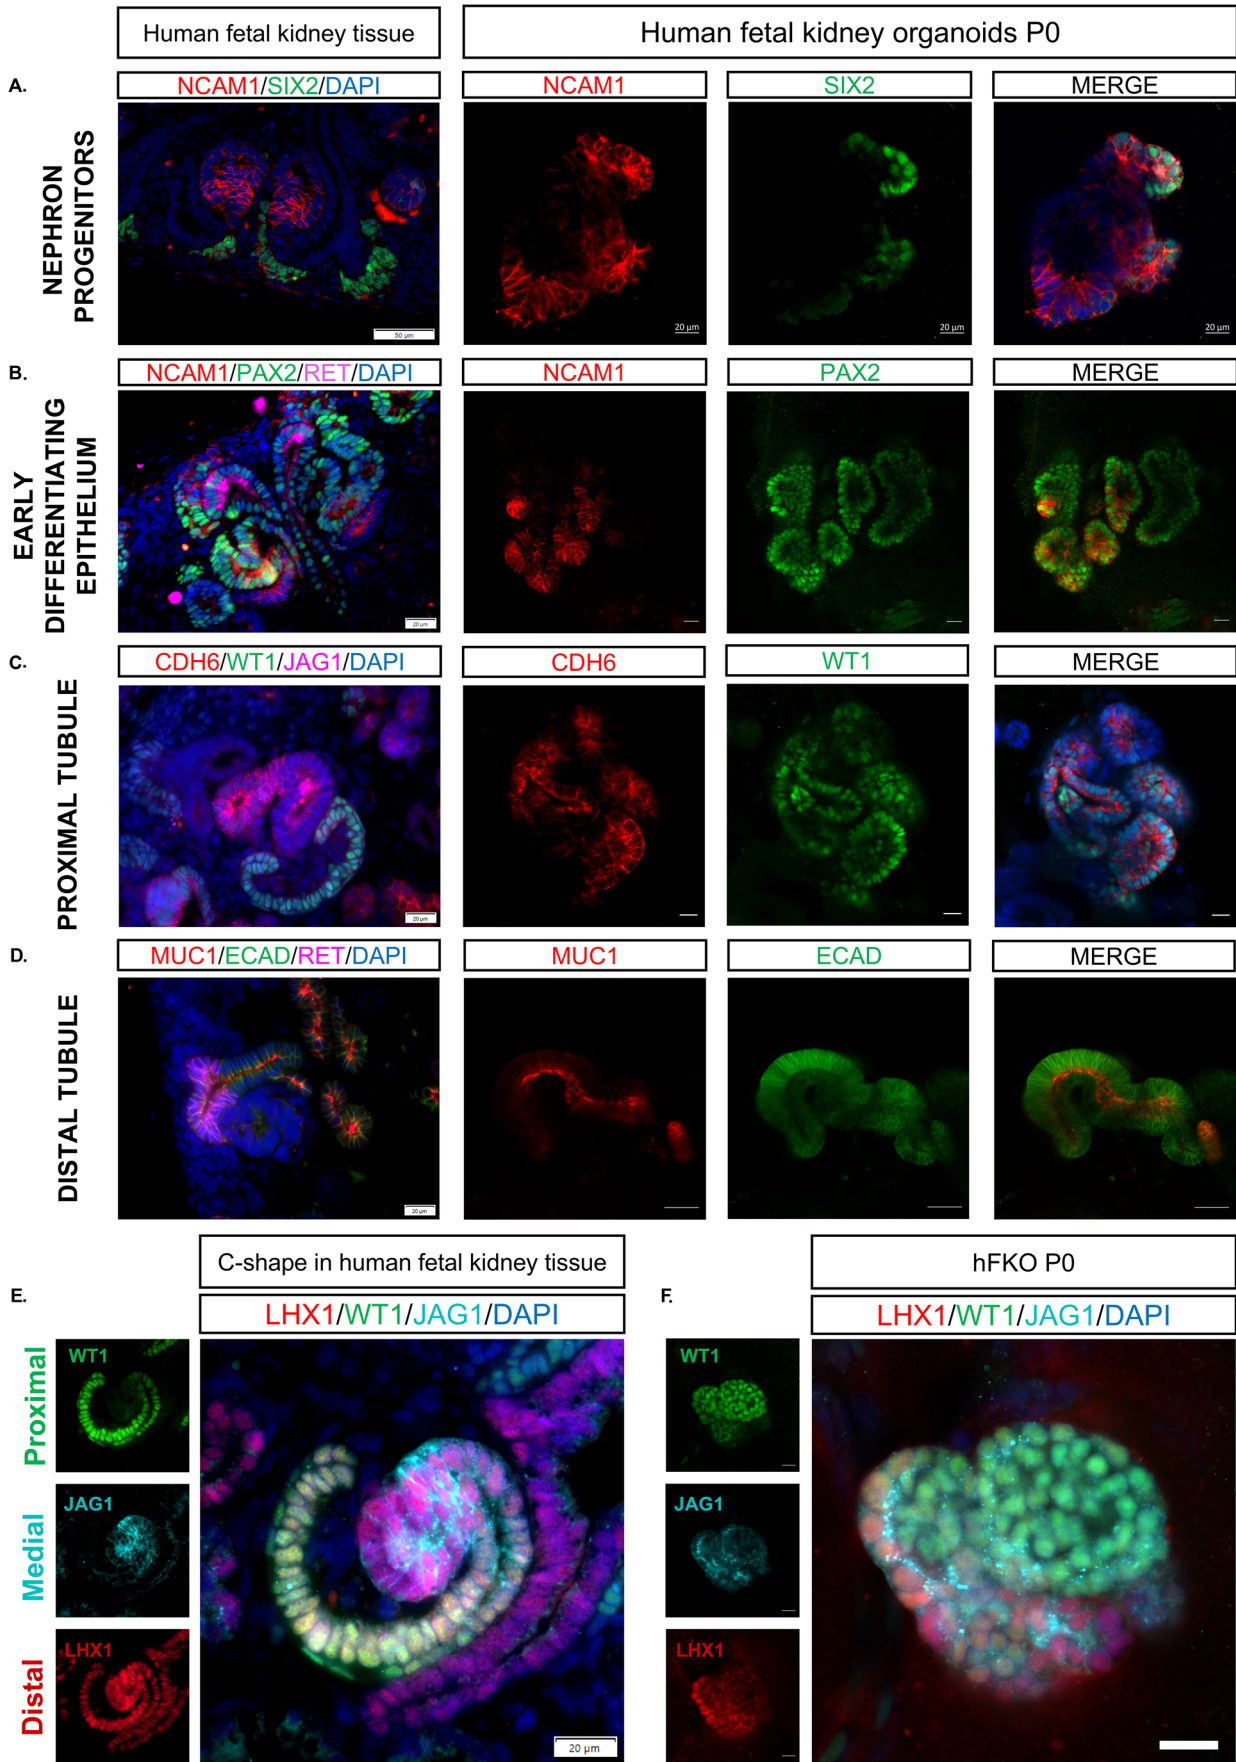 Human fetal kidney tissue
Human fetal kidney organoids P0
A.
NCAM1/SIX2/DAPI
NCAM1
SIX2
MERGE
NEPHRON
PROGENITORS
50 µm
20 µm
20 µm
20 µm
B.
NCAM1/PAX2/RET/DAPI
NCAM1
PAX2
MERGE
EARLY
DIFFERENTIATING
EPITHELIUM
20 µm
C.
CDH6/WT1/JAG1/DAPI
CDH6
WT1
MERGE
PROXIMAL TUBULE
20 µm
D.
MUC1/ECAD/RET/DAPI
MUC1
ECAD
MERGE
DISTAL TUBULE
20 µm
C-shape in human fetal kidney tissue
hFKO P0
E.
LHX1/WT1/JAG1/DAPI
F.
LHX1/WT1/JAG1/DAPI
Proximal
WT1
Medial
JAG1
Distal
LHX1
20 µm
WT1
JAG1
LHX1